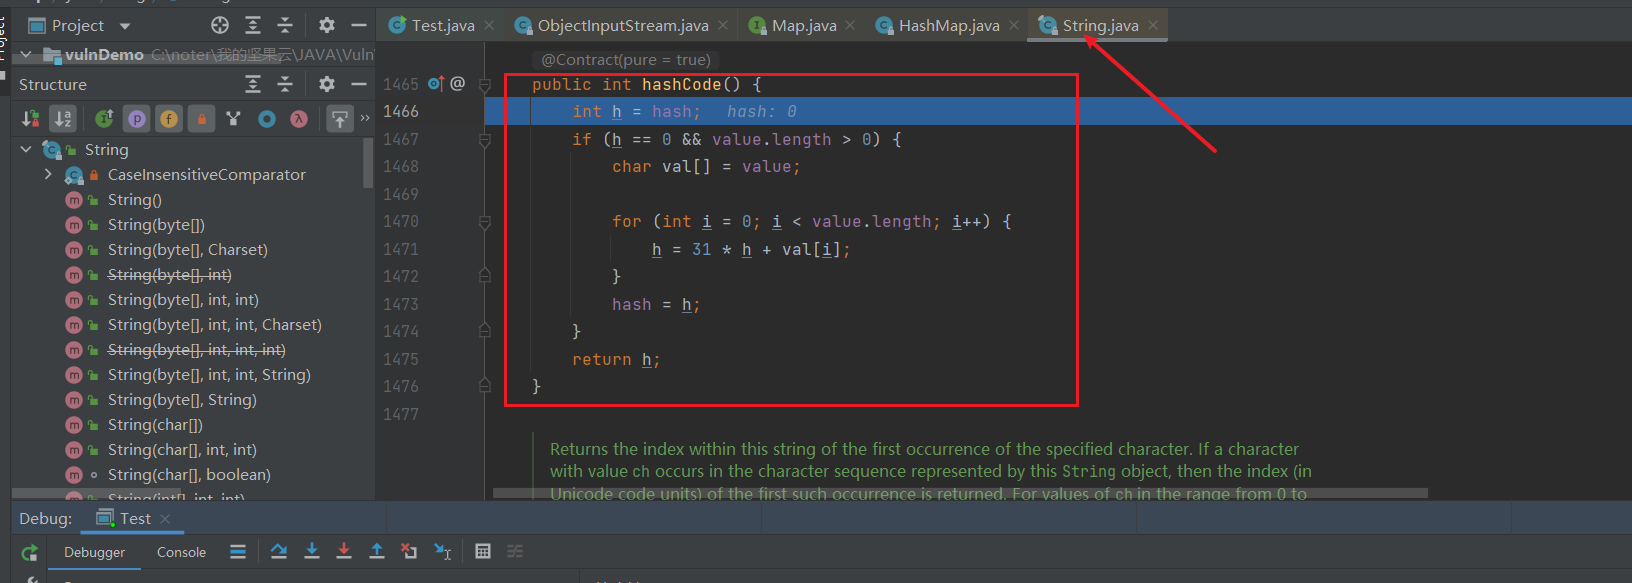 Project
Test.java
ObjectInputStream.java
Map.java
HashMap.java
String.java
vulnDemo C:\noter\我的坚果云\JAVA\Vuln
Structure
String
CaseInsensitiveComparator
String()
String(byte[])
String(byte[], Charset)
String(byte[], int)
String(byte[], int, int)
String(byte[], int, int, Charset)
String(byte[], int, int, int)
String(byte[], int, int, String)
String(byte[], String)
String(char[])
String(char[], int, int)
String(char[], boolean)
String(int[], int, int)
@Contract(pure = true)
1465 @ public int hashCode() {
1466 int h = hash; hash: 0
1467 if (h == 0 && value.length > 0) {
1468 char val[] = value;
1469
1470 for (int i = 0; i < value.length; i++) {
1471 h = 31 * h + val[i];
1472 }
1473 hash = h;
1474 }
1475 return h;
1476 }
1477
Returns the index within this string of the first occurrence of the specified character. If a character
with value ch occurs in the character sequence represented by this String object, then the index (in
Unicode code units) of the first such occurrence is returned. For values of ch in the range from 0 to
Debug: Test
Debugger Console